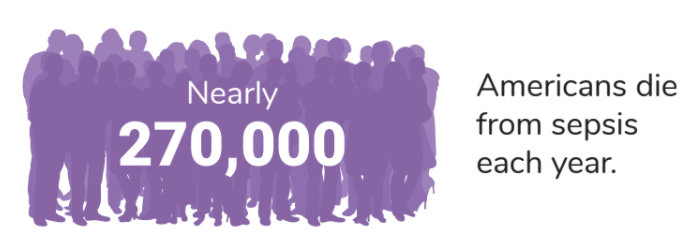 Nearly
270,000
Americans die
from sepsis
each year.